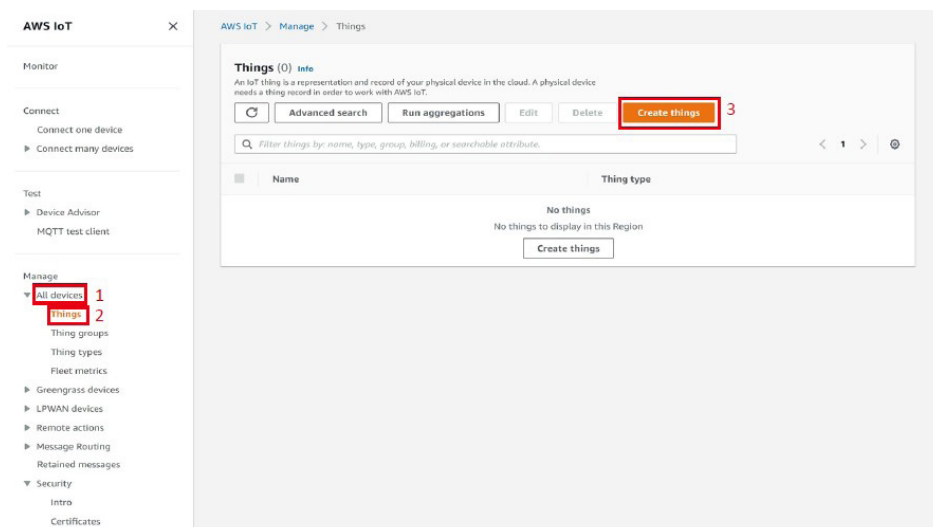 AWS IoT ×
Monitor
Connect
Connect one device
Connect many devices
Test
Device Advisor
MQTT test client
Manage
All devices 1
Things 2
Thing groups
Thing types
Fleet metrics
Greengrass devices
LPWAN devices
Remote actions
Message Routing
Retained messages
Security
Intro
Certificates
AWS IoT > Manage > Things
Things (0) Info
An IoT thing is a representation and record of your physical device in the cloud. A physical device
needs a thing record in order to work with AWS IoT.
Advanced search Run aggregations Edit Delete Create things 3
Filter things by: name, type, group, billing, or searchable attribute.
< 1 >
Name Thing type
No things
No things to display in this Region
Create things